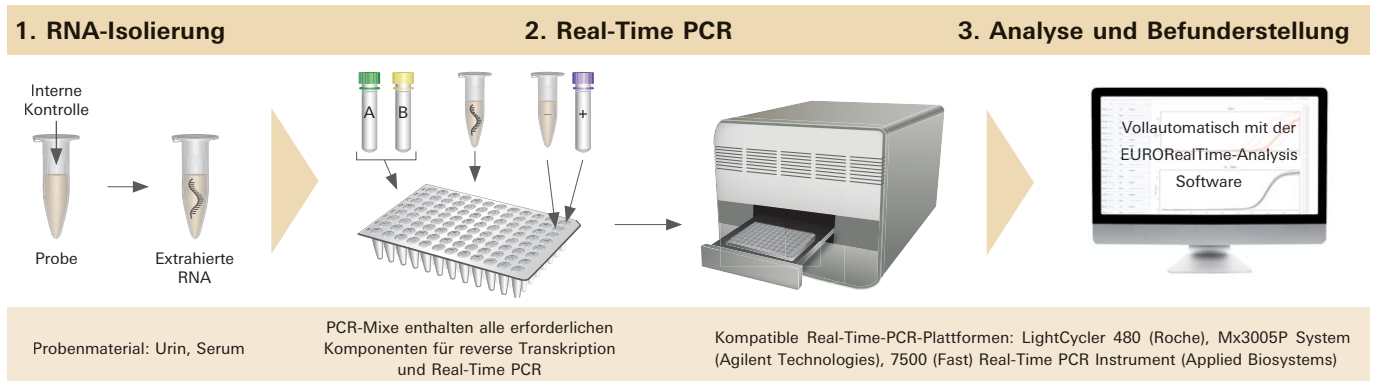 1. RNA-Isolierung
2. Real-Time PCR
3. Analyse und Befunderstellung
Interne
Kontrolle
Probe
Extrahierte
RNA
A
B
–
+
Vollautomatisch mit der
EURORealTime-Analysis
Software
Probenmaterial: Urin, Serum
PCR-Mixe enthalten alle erforderlichen
Komponenten für reverse Transkription
und Real-Time PCR
Kompatible Real-Time-PCR-Plattformen: LightCycler 480 (Roche), Mx3005P System
(Agilent Technologies), 7500 (Fast) Real-Time PCR Instrument (Applied Biosystems)